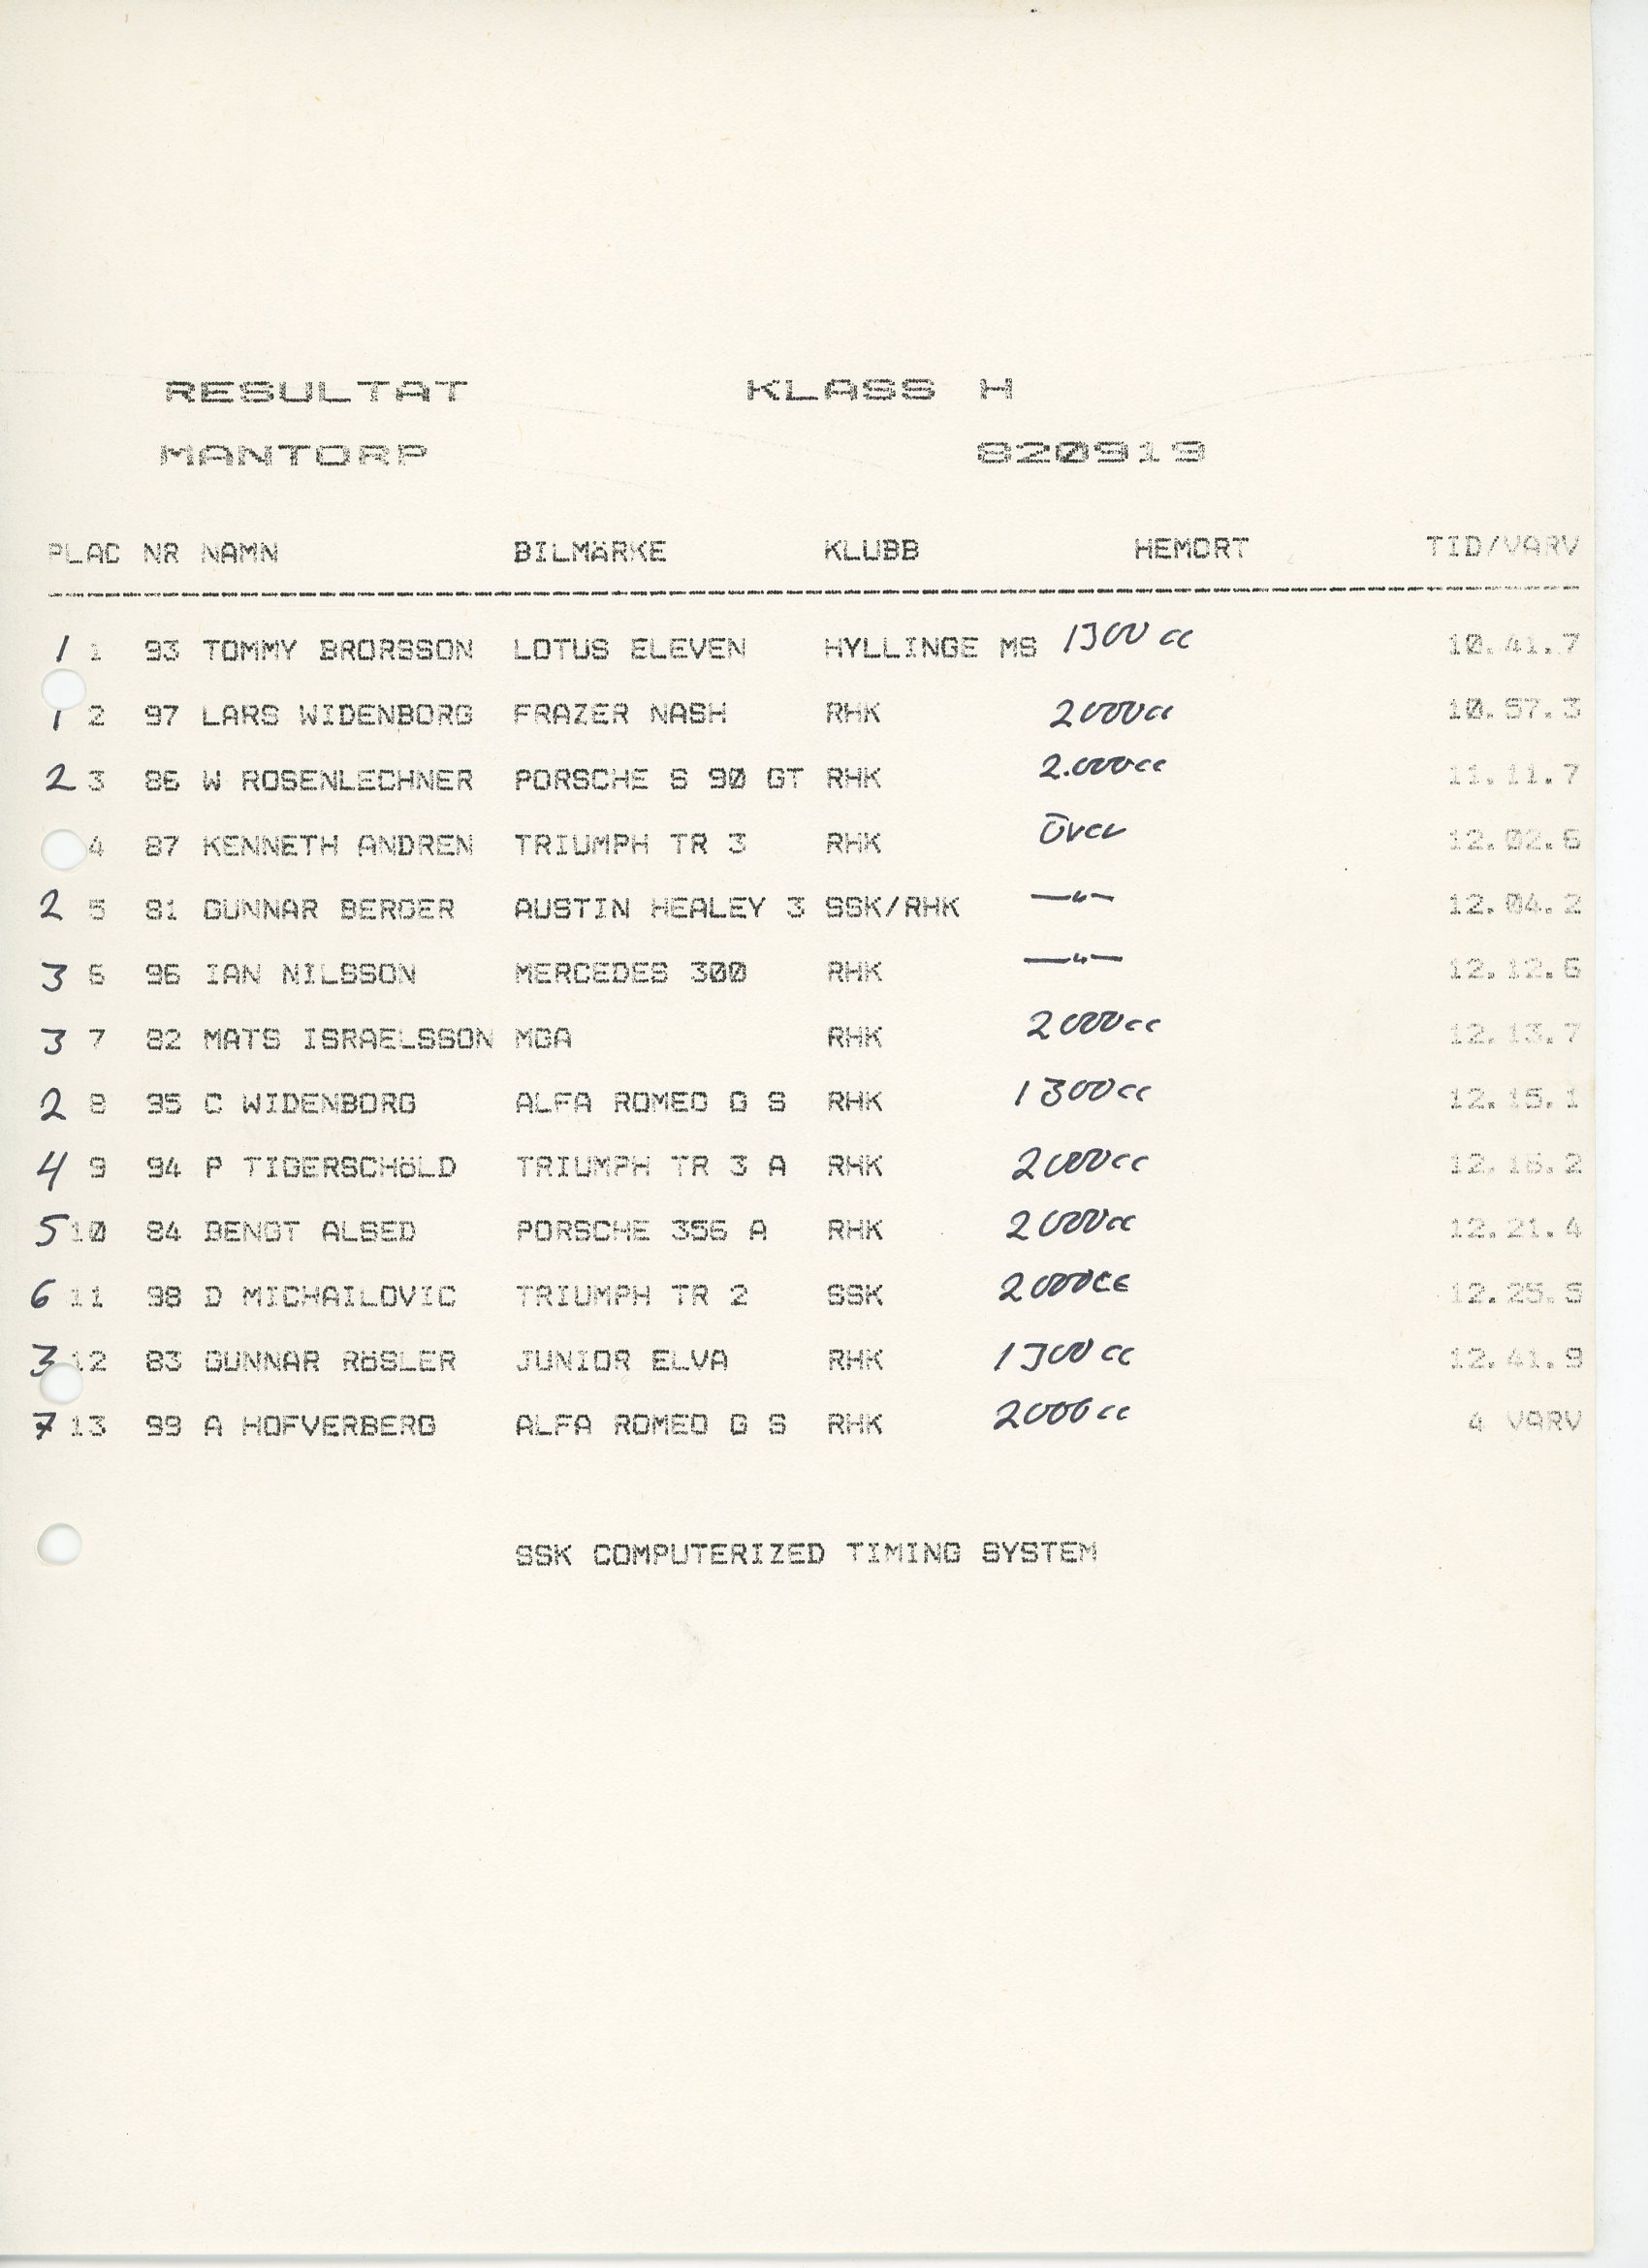 RESULTAT KLASS H
MANTORP 820919
PLAC NR NAMN BILMÄRKE KLUBB HEMORT TID/VARV
1 1 93 TOMMY BRORSSON LOTUS ELEVEN HYLLINGE MS 1300 cc 10.41.7
1 2 97 LARS WIDENBORG FRAZER NASH RHK 2000cc 10.57.3
2 3 86 W ROSENLECHNER PORSCHE S 90 GT RHK 2.000cc 11.11.7
4 87 KENNETH ANDREN TRIUMPH TR 3 RHK över 12.02.6
2 5 81 GUNNAR BERGER AUSTIN HEALEY 3 SSK/RHK —"— 12.04.2
3 6 96 IAN NILSSON MERCEDES 300 RHK —"— 12.12.6
3 7 82 MATS ISRAELSSON MGA RHK 2000cc 12.13.7
2 8 95 C WIDENBORG ALFA ROMEO G S RHK 1300cc 12.15.1
4 9 94 P TIGERSCHÖLD TRIUMPH TR 3 A RHK 2000cc 12.16.2
5 10 84 BENGT ALSED PORSCHE 356 A RHK 2000cc 12.21.4
6 11 98 D MICHAILOVIC TRIUMPH TR 2 SSK 2000cc 12.25.5
3 12 83 GUNNAR RÖSLER JUNIOR ELVA RHK 1300 cc 12.41.9
7 13 99 A HOFVERBERG ALFA ROMEO G S RHK 2000 cc 4 VARV
SSK COMPUTERIZED TIMING SYSTEM